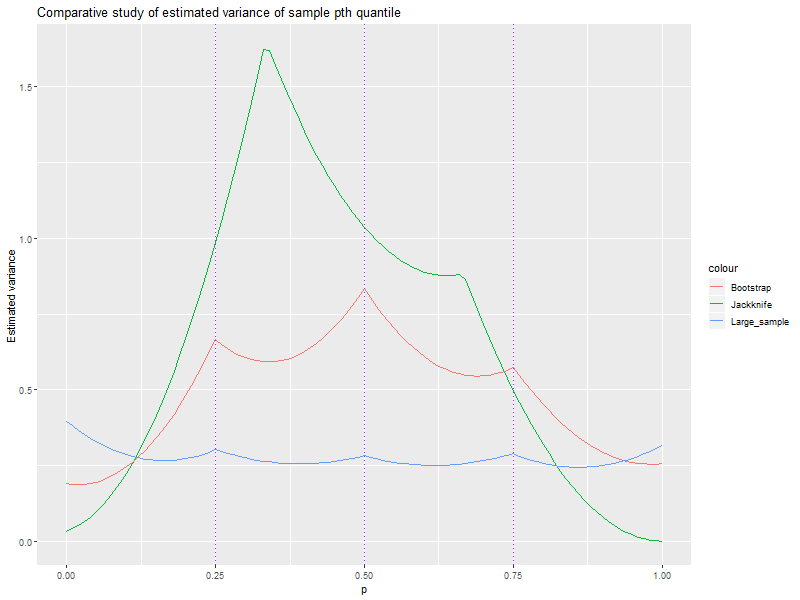 Comparative study of estimated variance of sample pth quantile
Estimated variance
1.5
1.0
0.5
0.0
0.00 0.25 0.50 0.75 1.00
p
colour
Bootstrap
Jackknife
Large_sample